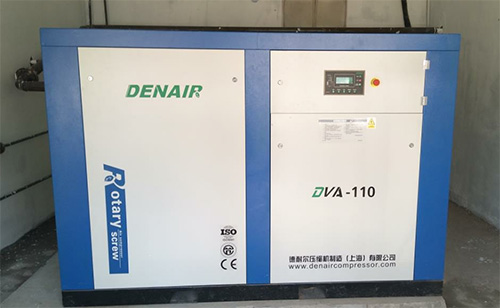 DENAIR
Rotary
screw
ISO
DVA-110
德耐尔压缩机制造（上海）有限公司
www.denaircompressor.com